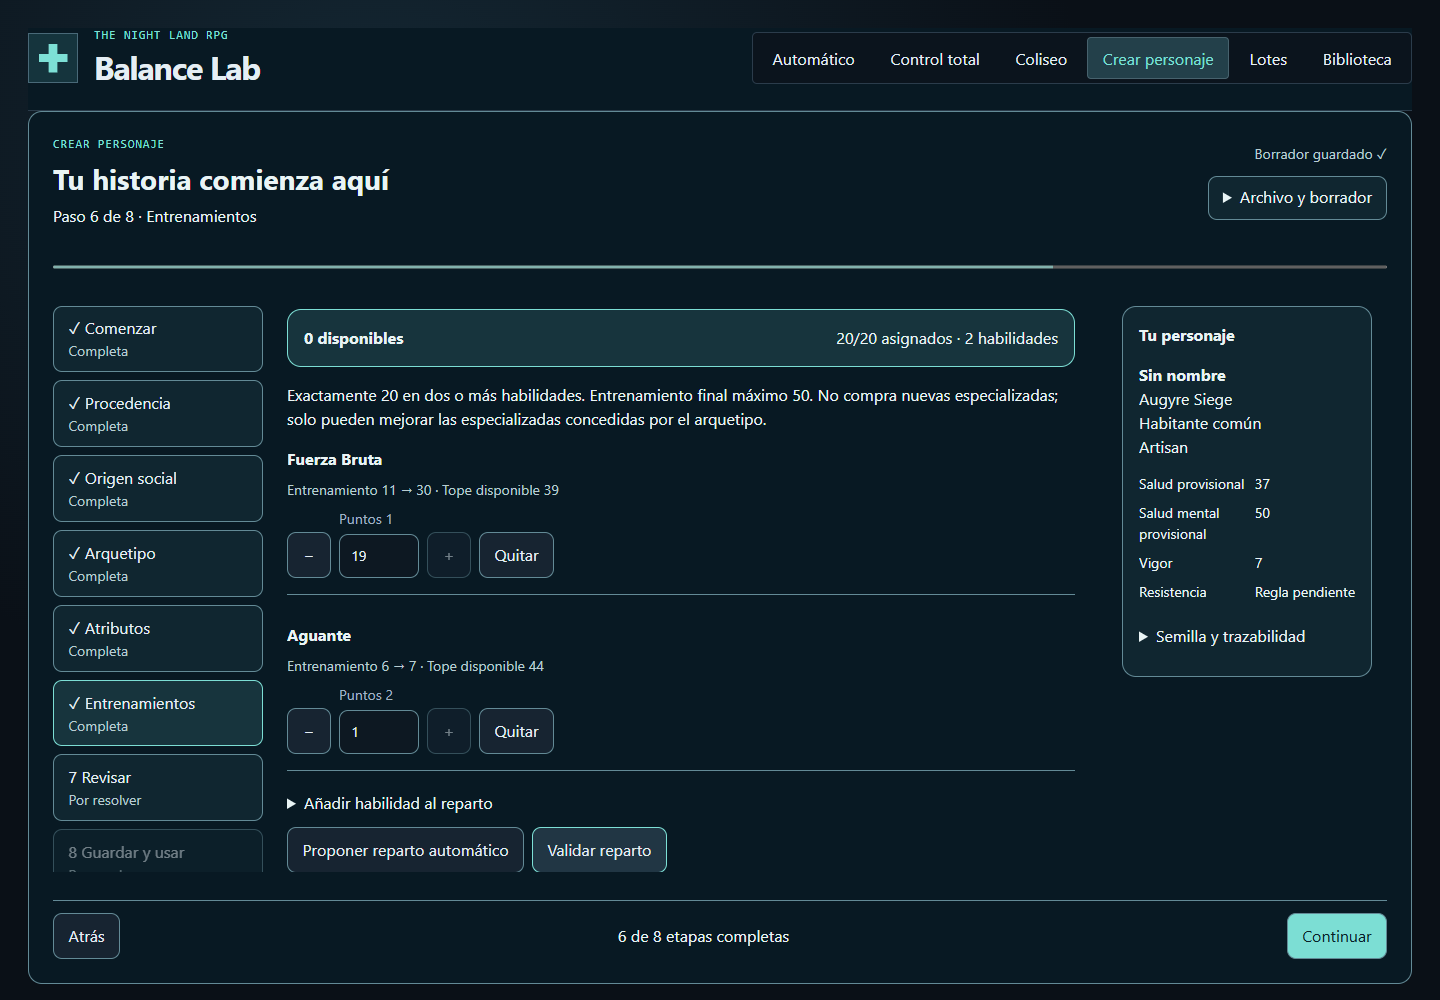 THE NIGHT LAND RPG
Balance Lab
Automático
Control total
Coliseo
Crear personaje
Lotes
Biblioteca
CREAR PERSONAJE
Tu historia comienza aquí
Paso 6 de 8 · Entrenamientos
Borrador guardado ✓
▶ Archivo y borrador
✓ Comenzar
Completa
✓ Procedencia
Completa
✓ Origen social
Completa
✓ Arquetipo
Completa
✓ Atributos
Completa
✓ Entrenamientos
Completa
7 Revisar
Por resolver
8 Guardar y usar
0 disponibles
20/20 asignados · 2 habilidades
Exactamente 20 en dos o más habilidades. Entrenamiento final máximo 50. No compra nuevas especializadas;
solo pueden mejorar las especializadas concedidas por el arquetipo.
Fuerza Bruta
Entrenamiento 11 → 30 · Tope disponible 39
Puntos 1
− 19 + Quitar
Aguante
Entrenamiento 6 → 7 · Tope disponible 44
Puntos 2
− 1 + Quitar
▶ Añadir habilidad al reparto
Proponer reparto automático
Validar reparto
Tu personaje
Sin nombre
Augyre Siege
Habitante común
Artisan
Salud provisional 37
Salud mental provisional 50
Vigor 7
Resistencia Regla pendiente
▶ Semilla y trazabilidad
Atrás
6 de 8 etapas completas
Continuar